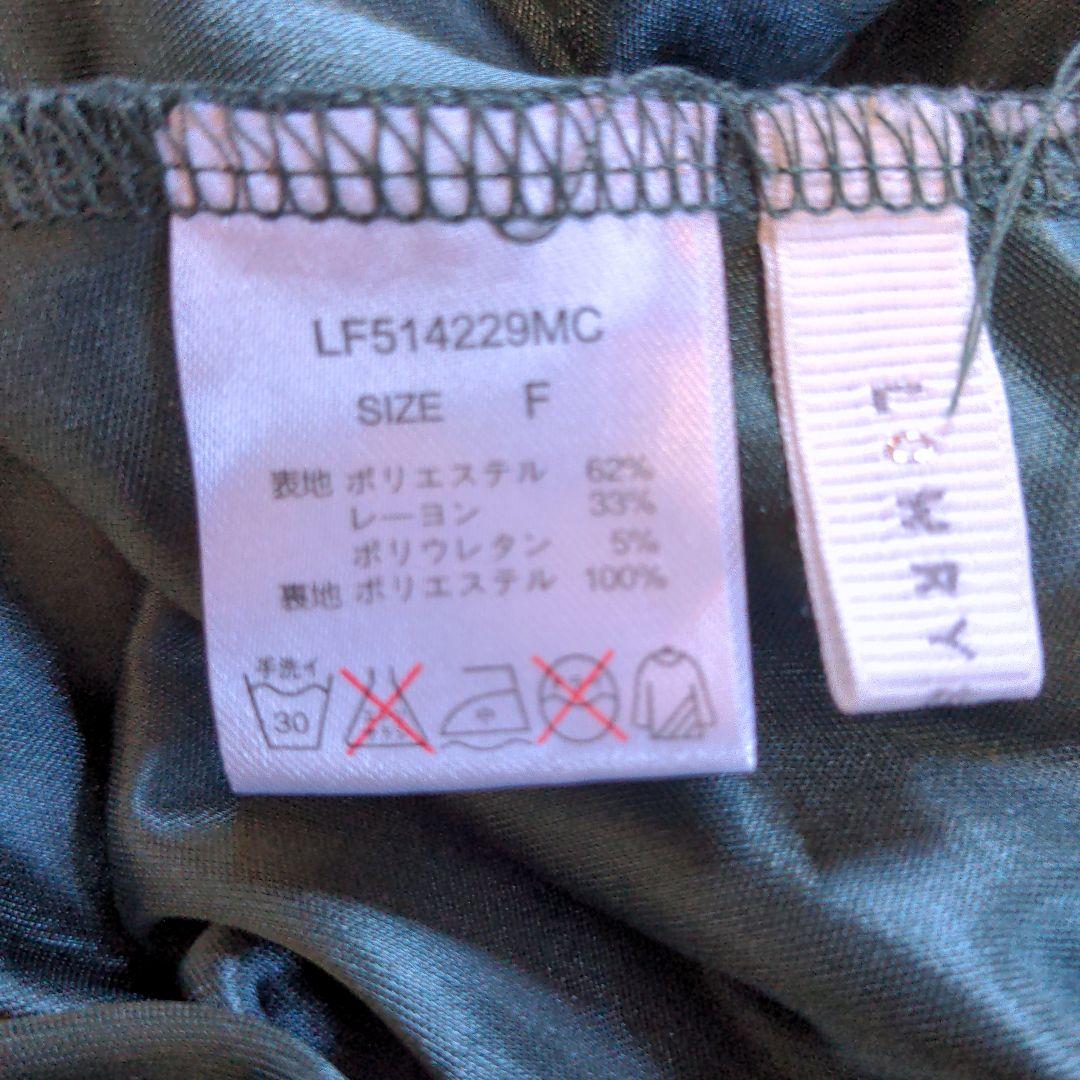 LF514229MC
SIZE F
表地 ポリエステル 62%
レーヨン 33%
ポリウレタン 5%
裏地 ポリエステル 100%
手洗イ
30
中